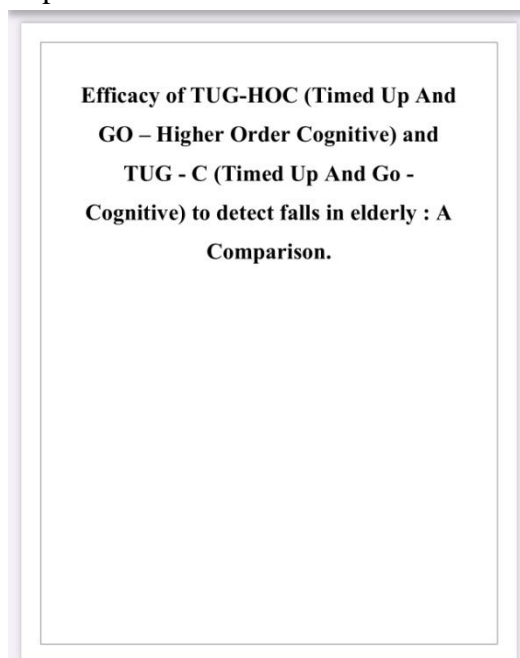 Efficacy of TUG-HOC (Timed Up And
GO – Higher Order Cognitive) and
TUG - C (Timed Up And Go -
Cognitive) to detect falls in elderly : A
Comparison.